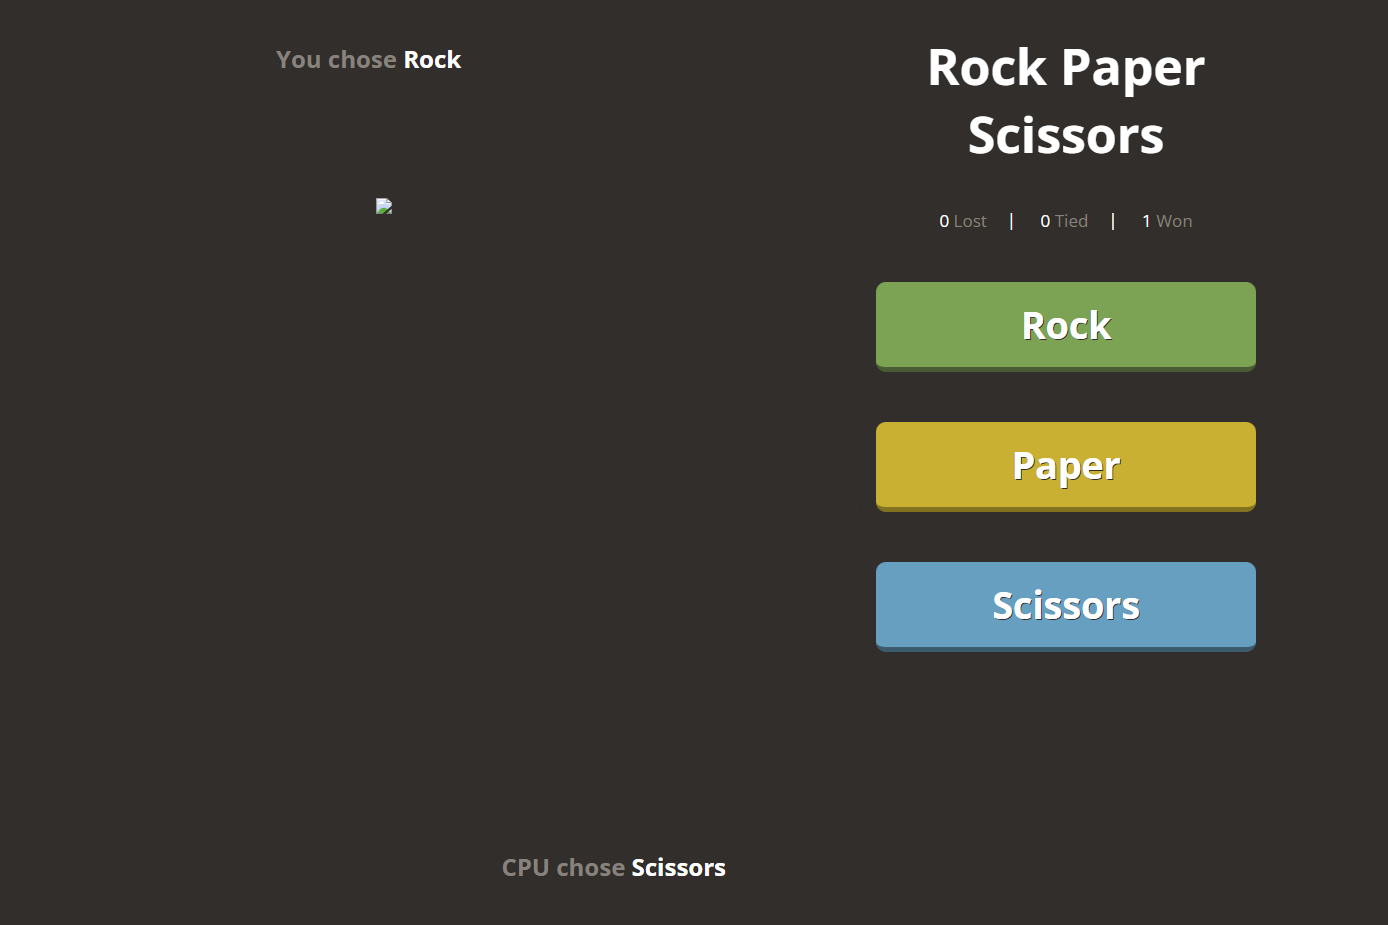 You chose Rock
Rock Paper
Scissors
0 Lost | 0 Tied | 1 Won
Rock
Paper
Scissors
CPU chose Scissors